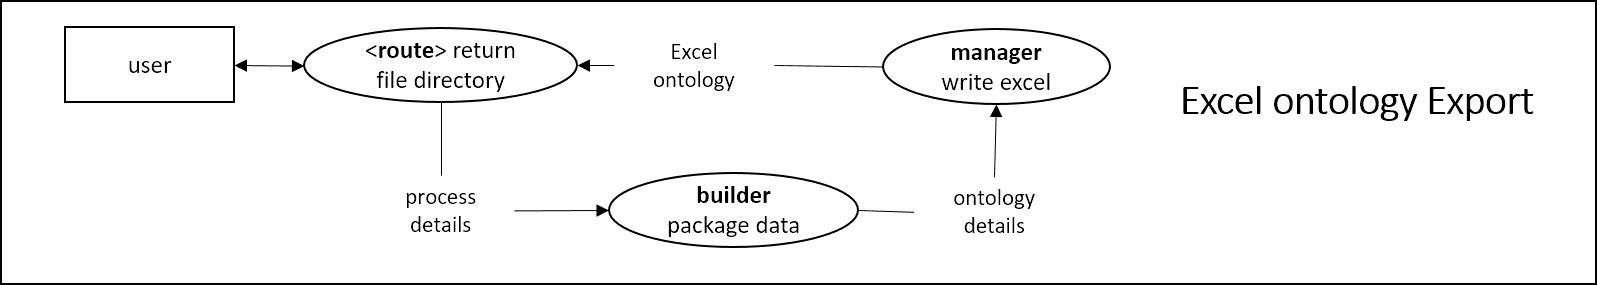 user
<route> return
file directory
Excel
ontology
manager
write excel
Excel ontology Export
process
details
builder
package data
ontology
details